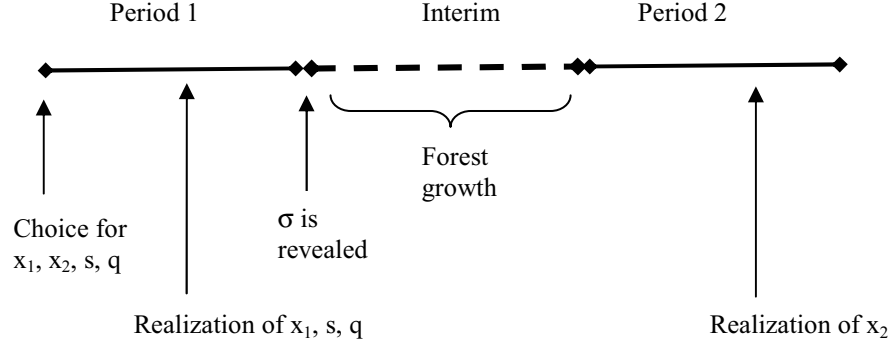 Period 1
Interim
Period 2
Forest
growth
Choice for
x₁, x₂, s, q
σ is
revealed
Realization of x₁, s, q
Realization of x₂